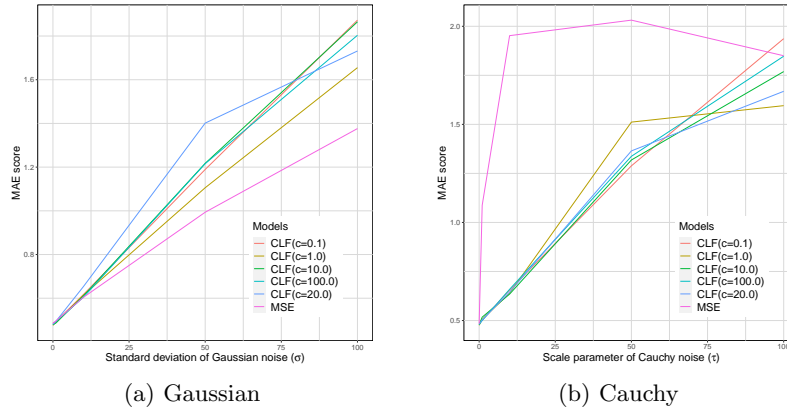 MAE score
1.6
1.2
0.8
0
25
50
75
100
Standard deviation of Gaussian noise (σ)
Models
CLF(c=0.1)
CLF(c=1.0)
CLF(c=10.0)
CLF(c=100.0)
CLF(c=20.0)
MSE
(a) Gaussian
MAE score
2.0
1.5
1.0
0.5
0
25
50
75
100
Scale parameter of Cauchy noise (τ)
Models
CLF(c=0.1)
CLF(c=1.0)
CLF(c=10.0)
CLF(c=100.0)
CLF(c=20.0)
MSE
(b) Cauchy